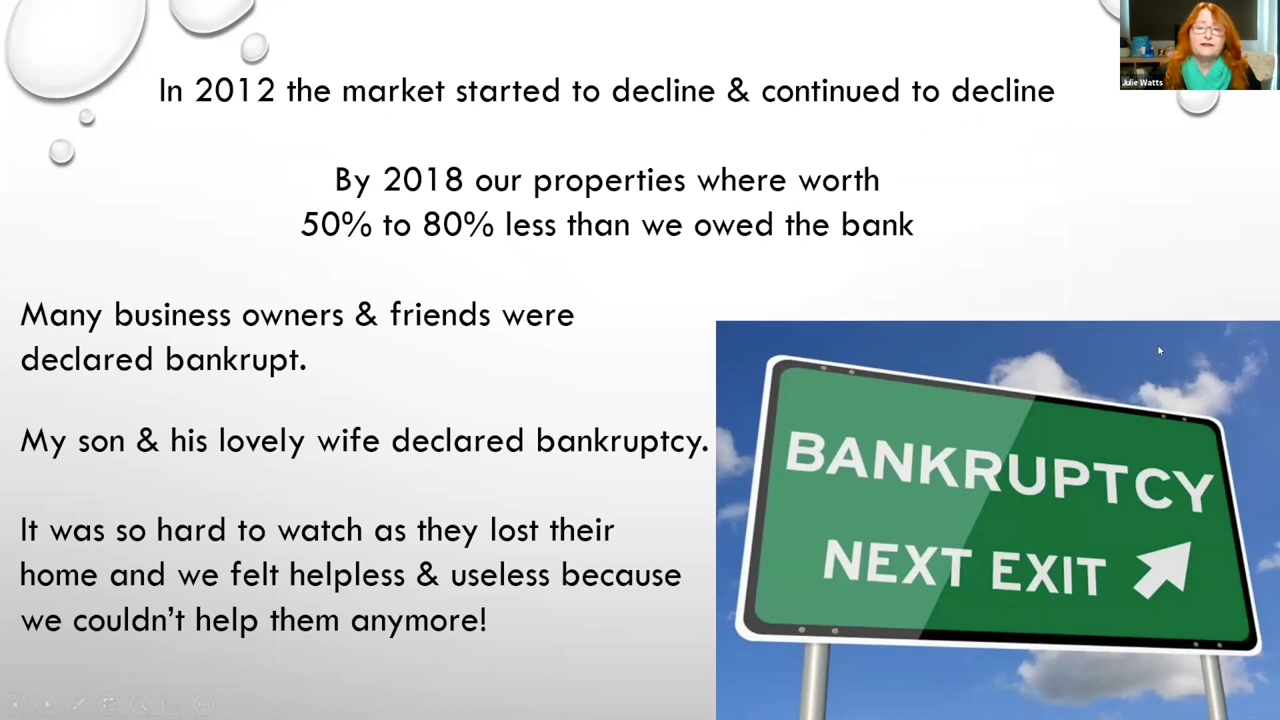 In 2012 the market started to decline & continued to decline
By 2018 our properties where worth
50% to 80% less than we owed the bank
Many business owners & friends were
declared bankrupt.
My son & his lovely wife declared bankruptcy.
It was so hard to watch as they lost their
home and we felt helpless & useless because
we couldn't help them anymore!
BANKRUPTCY
NEXT EXIT
Julie Watts